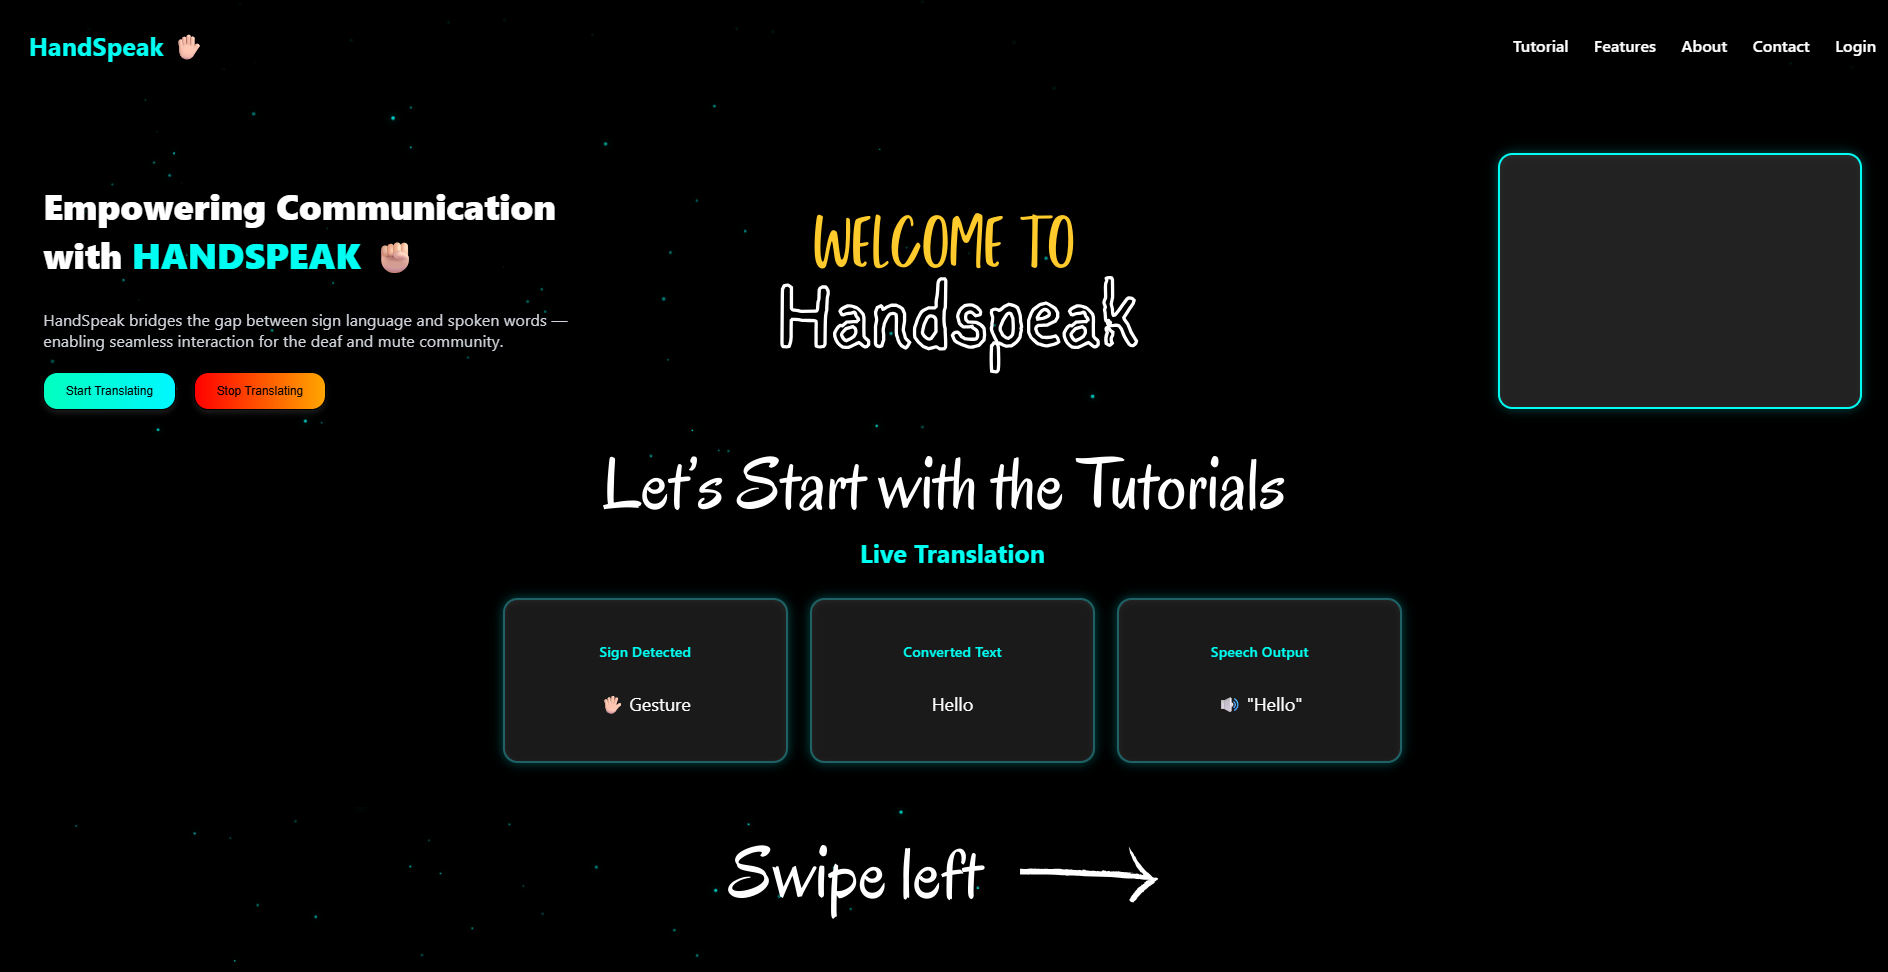 HandSpeak 🖐🏻
Tutorial Features About Contact Login
Empowering Communication
with HANDSPEAK ✊🏻
HandSpeak bridges the gap between sign language and spoken words —
enabling seamless interaction for the deaf and mute community.
Start Translating Stop Translating
WELCOME TO
Handspeak
Let's Start with the Tutorials
Live Translation
Sign Detected
🖐🏻 Gesture
Converted Text
Hello
Speech Output
🔊 "Hello"
Swipe left